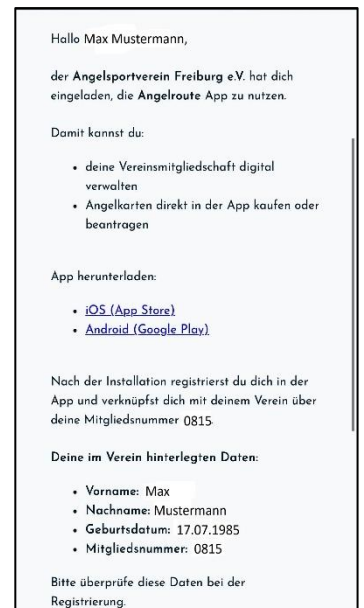 Hallo Max Mustermann,
der Angelsportverein Freiburg e.V. hat dich
eingeladen, die Angelroute App zu nutzen.
Damit kannst du:
• deine Vereinsmitgliedschaft digital
verwalten
• Angelkarten direkt in der App kaufen oder
beantragen
App herunterladen:
• iOS (App Store)
• Android (Google Play)
Nach der Installation registrierst du dich in der
App und verknüpfst dich mit deinem Verein über
deine Mitgliedsnummer 0815.
Deine im Verein hinterlegten Daten:
• Vorname: Max
• Nachname: Mustermann
• Geburtsdatum: 17.07.1985
• Mitgliedsnummer: 0815
Bitte überprüfe diese Daten bei der
Registrierung.